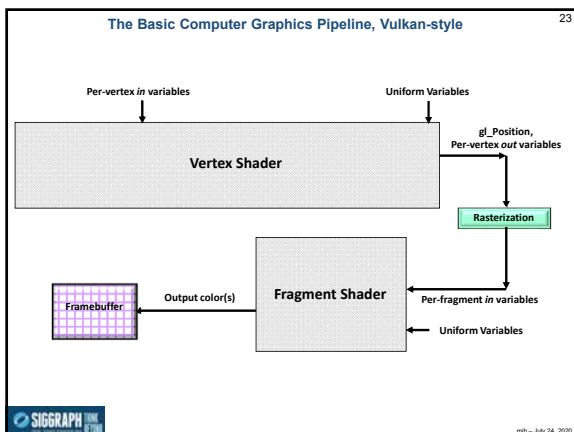 The Basic Computer Graphics Pipeline, Vulkan-style
23
Per-vertex in variables
Uniform Variables
gl_Position,
Per-vertex out variables
Vertex Shader
Rasterization
Fragment Shader
Output color(s)
Framebuffer
Per-fragment in variables
Uniform Variables
SIGGRAPH THINK
BEYOND
mjb – July 24, 2020